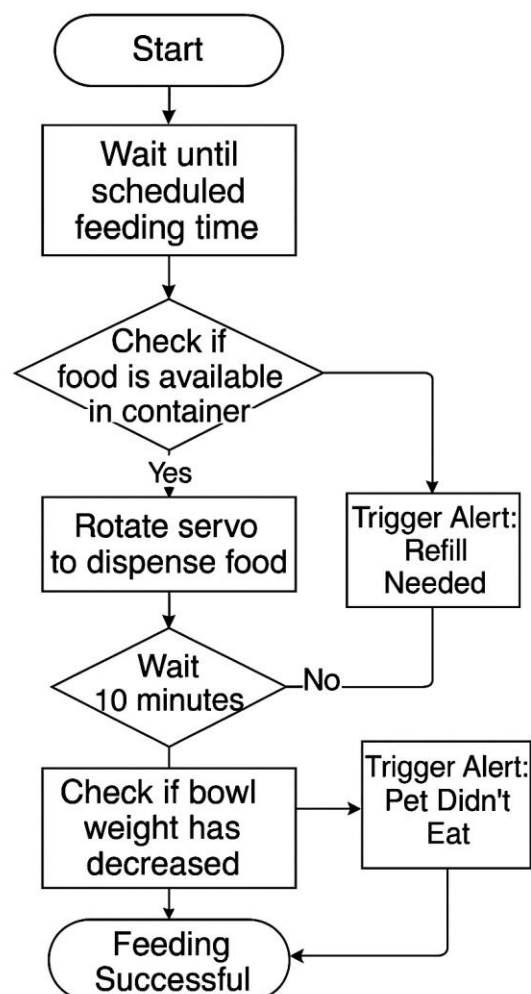 Start
Wait until
scheduled
feeding time
Check if
food is available
in container
Yes
Rotate servo
to dispense food
Trigger Alert:
Refill
Needed
Wait
10 minutes
No
Check if bowl
weight has
decreased
Trigger Alert:
Pet Didn't
Eat
Feeding
Successful